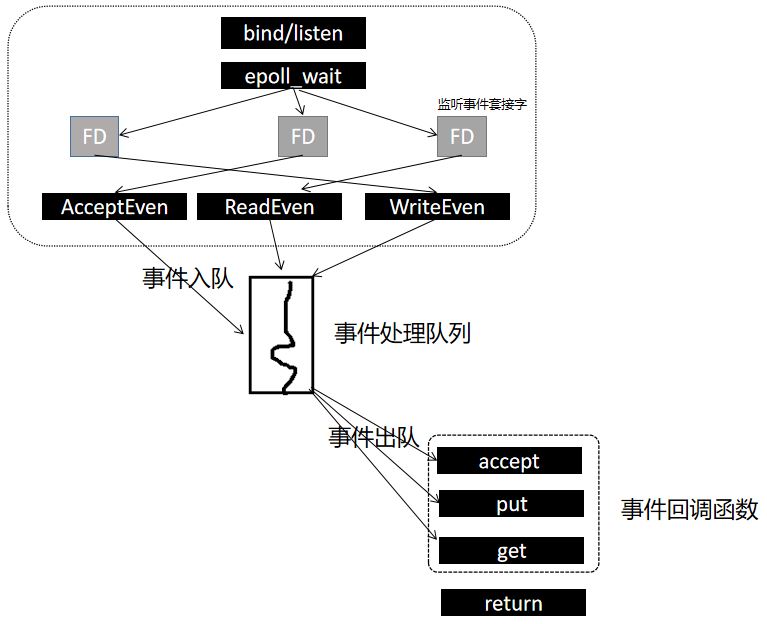 bind/listen
epoll_wait
监听事件套接字
FD
FD
FD
AcceptEven
ReadEven
WriteEven
事件入队
事件处理队列
事件出队
accept
put
事件回调函数
get
return